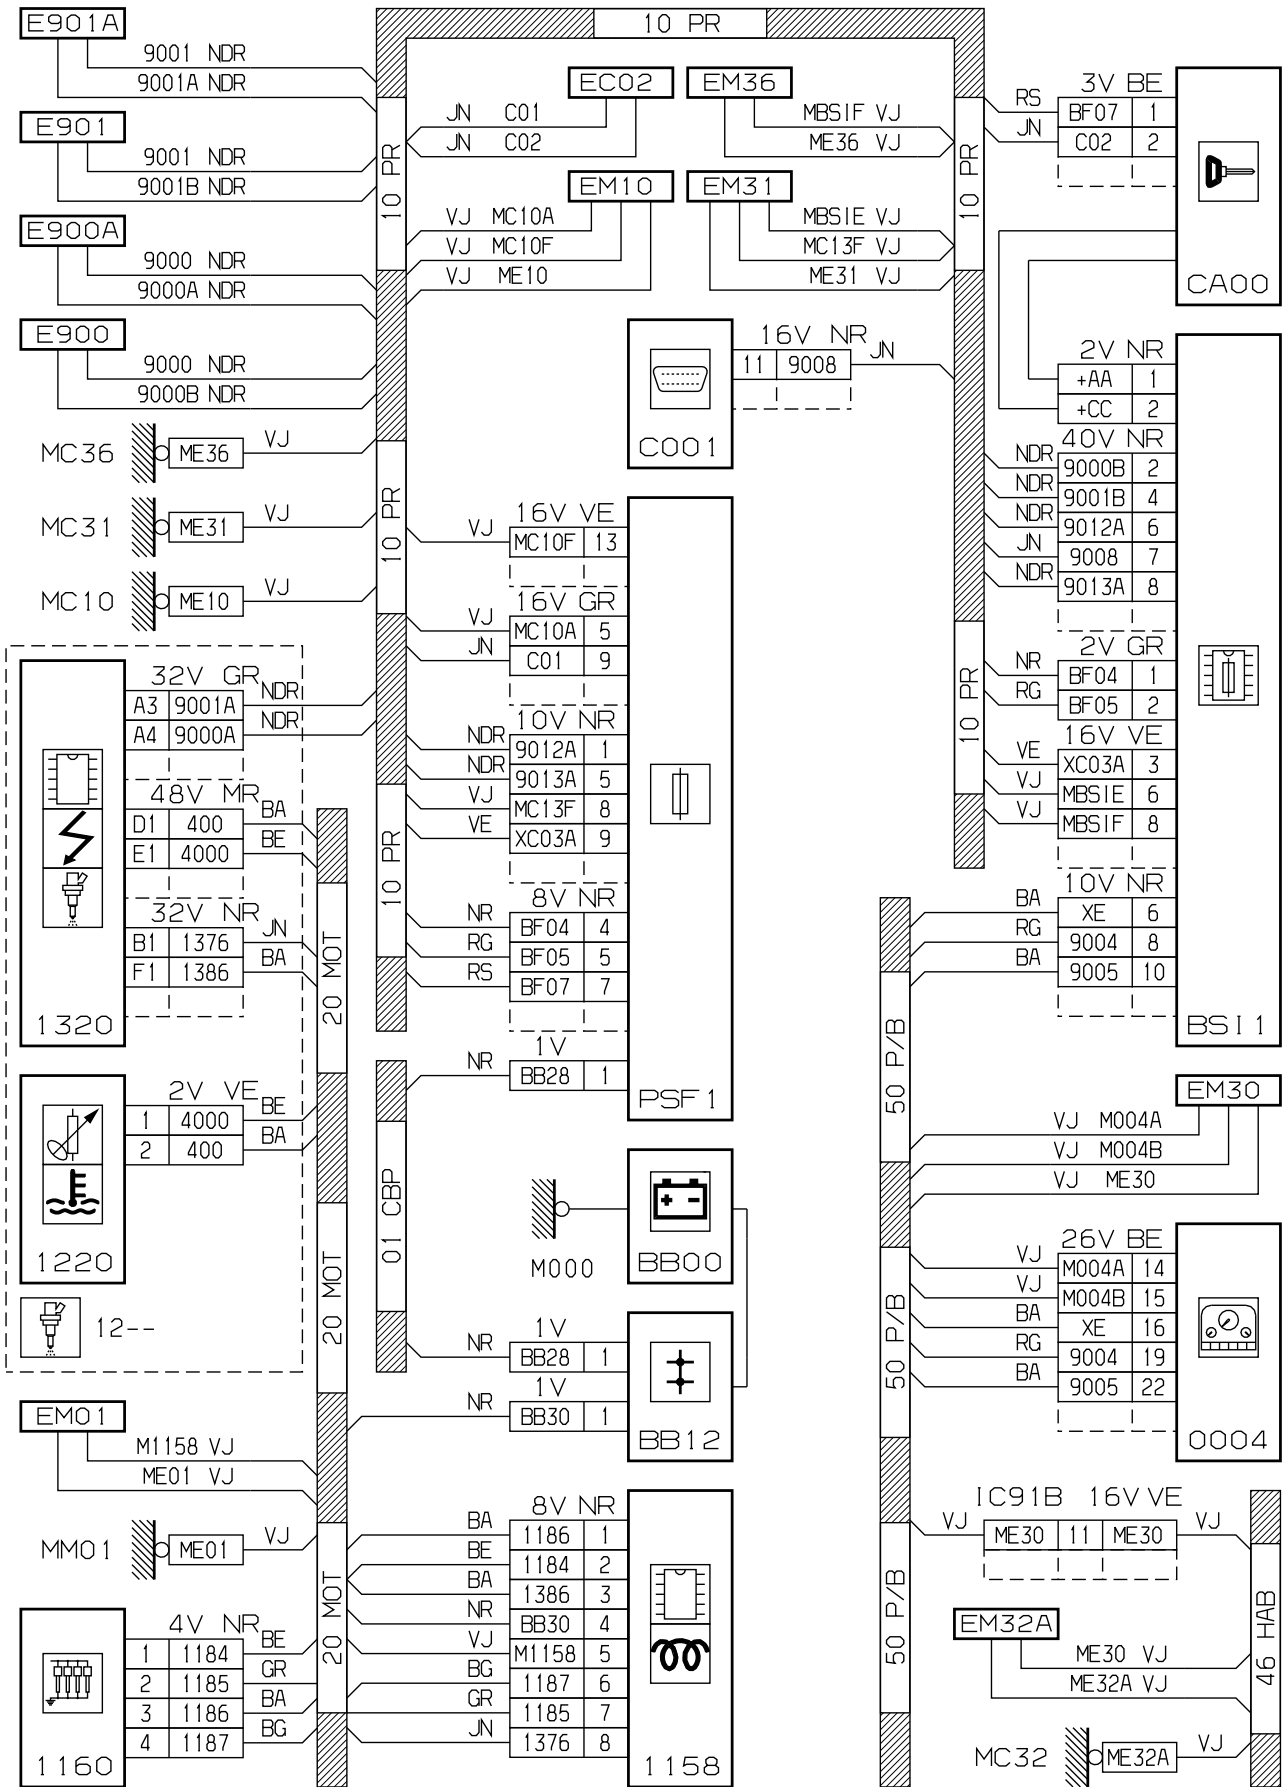 E901A
9001 NDR
9001A NDR
E901
9001 NDR
9001B NDR
E900A
9000 NDR
9000A NDR
E900
9000 NDR
9000B NDR
MC36
ME36
VJ
MC31
ME31
VJ
MC10
ME10
VJ
32V GR
A3 9001A NDR
A4 9000A NDR
48V MR
D1 400 BA
E1 4000 BE
32V NR
B1 1376 JN
F1 1386 BA
1320
2V VE
1 4000 BE
2 400 BA
1220
12--
EM01
M1158 VJ
ME01 VJ
MM01
ME01
VJ
4V NR
1 1184 BE
2 1185 GR
3 1186 BA
4 1187 BG
1160
20 MOT
20 MOT
20 MOT
10 PR
10 PR
10 PR
10 PR
01 CBP
EC02
JN C01
JN C02
EM10
VJ MC10A
VJ MC10F
VJ ME10
EM36
MBSIF VJ
ME36 VJ
EM31
MBSIE VJ
MC13F VJ
ME31 VJ
16V NR
11 9008 JN
C001
16V VE
VJ MC10F 13
16V GR
VJ MC10A 5
JN C01 9
10V NR
NDR 9012A 1
NDR 9013A 5
VJ MC13F 8
VE XC03A 9
8V NR
NR BF04 4
RG BF05 5
RS BF07 7
1V
NR BB28 1
PSF1
M000
+ -
BB00
1V
NR BB28 1
1V
NR BB30 1
BB12
8V NR
BA 1186 1
BE 1184 2
BA 1386 3
NR BB30 4
VJ M1158 5
BG 1187 6
GR 1185 7
JN 1376 8
1158
10 PR
10 PR
3V BE
RS BF07 1
JN C02 2
CA00
2V NR
+AA 1
+CC 2
40V NR
NDR 9000B 2
NDR 9001B 4
NDR 9012A 6
JN 9008 7
NDR 9013A 8
2V GR
NR BF04 1
RG BF05 2
16V VE
VE XC03A 3
VJ MBSIE 6
VJ MBSIF 8
10V NR
BA XE 6
RG 9004 8
BA 9005 10
BSI1
50 P/B
50 P/B
50 P/B
EM30
VJ M004A
VJ M004B
VJ ME30
26V BE
VJ M004A 14
VJ M004B 15
BA XE 16
RG 9004 19
BA 9005 22
0004
IC91B 16V VE
VJ ME30 11 ME30 VJ
46 HAB
EM32A
ME30 VJ
ME32A VJ
MC32
ME32A
VJ